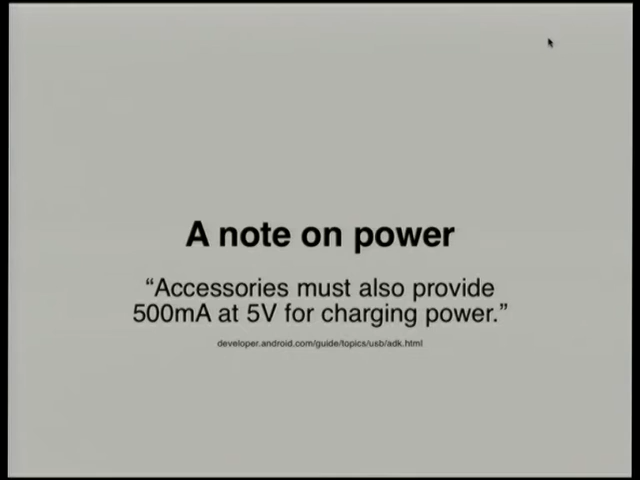 A note on power
“Accessories must also provide
500mA at 5V for charging power.”
developer.android.com/guide/topics/usb/adk.html